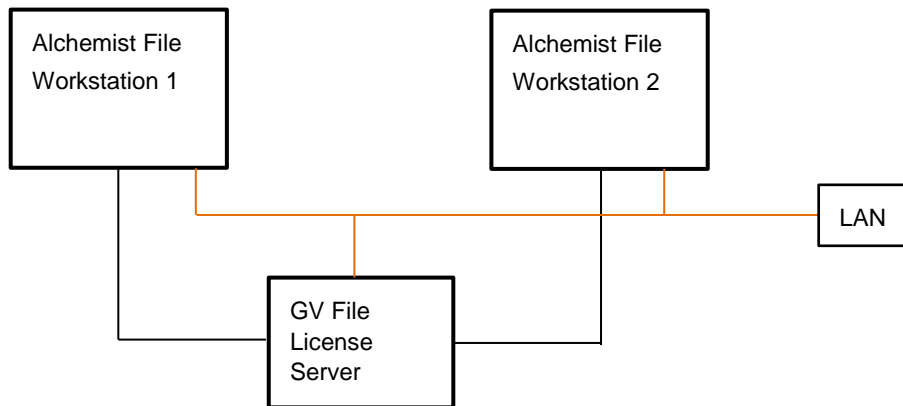 Alchemist File
Workstation 1
Alchemist File
Workstation 2
LAN
GV File
License
Server